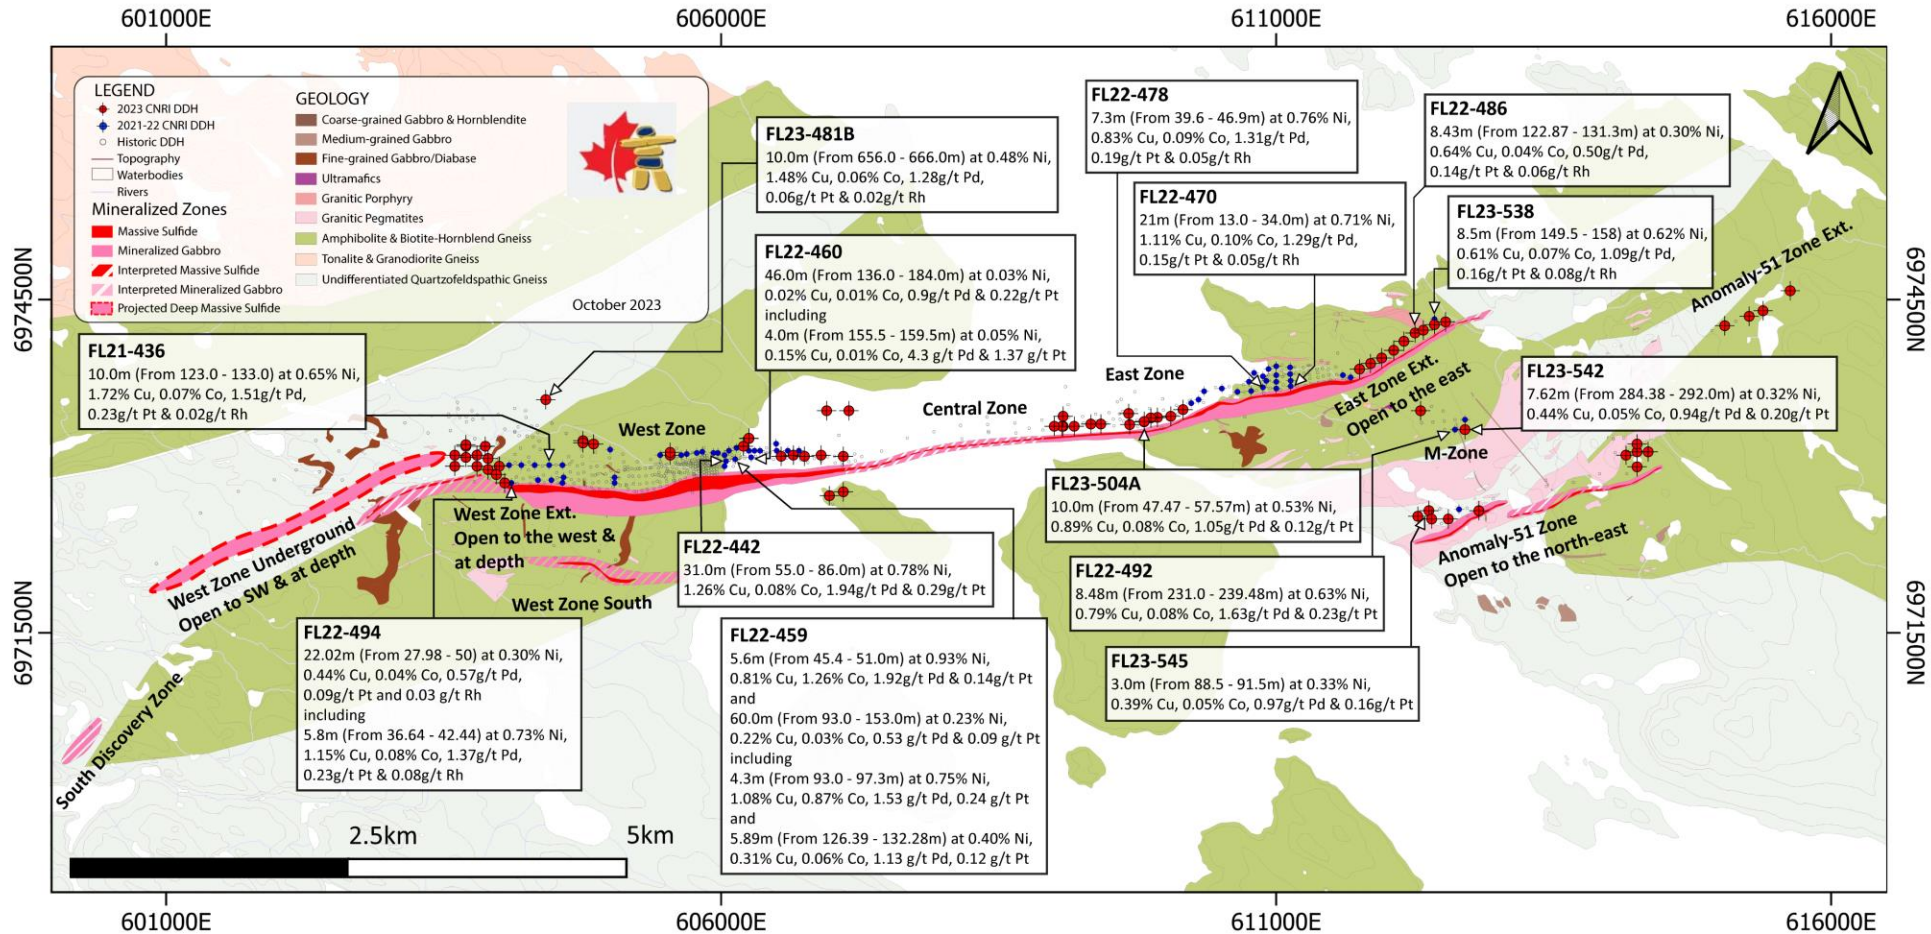 601000E
606000E
611000E
616000E
6974500N
6971500N
6974500N
6971500N
LEGEND
2023 CNRI DDH
2021-22 CNRI DDH
Historic DDH
Topography
Waterbodies
Rivers
Mineralized Zones
Massive Sulfide
Mineralized Gabbro
Interpreted Massive Sulfide
Interpreted Mineralized Gabbro
Projected Deep Massive Sulfide
GEOLOGY
Coarse-grained Gabbro & Hornblendite
Medium-grained Gabbro
Fine-grained Gabbro/Diabase
Ultramafics
Granitic Porphyry
Granitic Pegmatites
Amphibolite & Biotite-Hornblend Gneiss
Tonalite & Granodiorite Gneiss
Undifferentiated Quartzofeldspathic Gneiss
October 2023
FL23-481B
10.0m (From 656.0 - 666.0m) at 0.48% Ni,
1.48% Cu, 0.06% Co, 1.28g/t Pd,
0.06g/t Pt & 0.02g/t Rh
FL22-460
46.0m (From 136.0 - 184.0m) at 0.03% Ni,
0.02% Cu, 0.01% Co, 0.9g/t Pd & 0.22g/t Pt
including
4.0m (From 155.5 - 159.5m) at 0.05% Ni,
0.15% Cu, 0.01% Co, 4.3 g/t Pd & 1.37 g/t Pt
FL22-478
7.3m (From 39.6 - 46.9m) at 0.76% Ni,
0.83% Cu, 0.09% Co, 1.31g/t Pd,
0.19g/t Pt & 0.05g/t Rh
FL22-470
21m (From 13.0 - 34.0m) at 0.71% Ni,
1.11% Cu, 0.10% Co, 1.29g/t Pd,
0.15g/t Pt & 0.05g/t Rh
FL22-486
8.43m (From 122.87 - 131.3m) at 0.30% Ni,
0.64% Cu, 0.04% Co, 0.50g/t Pd,
0.14g/t Pt & 0.06g/t Rh
FL23-538
8.5m (From 149.5 - 158) at 0.62% Ni,
0.61% Cu, 0.07% Co, 1.09g/t Pd,
0.16g/t Pt & 0.08g/t Rh
Anomaly-51 Zone Ext.
FL21-436
10.0m (From 123.0 - 133.0) at 0.65% Ni,
1.72% Cu, 0.07% Co, 1.51g/t Pd,
0.23g/t Pt & 0.02g/t Rh
FL23-542
7.62m (From 284.38 - 292.0m) at 0.32% Ni,
0.44% Cu, 0.05% Co, 0.94g/t Pd & 0.20g/t Pt
East Zone
East Zone Ext.
Open to the east
Central Zone
West Zone
M-Zone
West Zone Underground
Open to SW & at depth
West Zone Ext.
Open to the west &
at depth
West Zone South
South Discovery Zone
Anomaly-51 Zone
Open to the north-east
FL23-504A
10.0m (From 47.47 - 57.57m) at 0.53% Ni,
0.89% Cu, 0.08% Co, 1.05g/t Pd & 0.12g/t Pt
FL22-442
31.0m (From 55.0 - 86.0m) at 0.78% Ni,
1.26% Cu, 0.08% Co, 1.94g/t Pd & 0.29g/t Pt
FL22-492
8.48m (From 231.0 - 239.48m) at 0.63% Ni,
0.79% Cu, 0.08% Co, 1.63g/t Pd & 0.23g/t Pt
FL22-494
22.02m (From 27.98 - 50) at 0.30% Ni,
0.44% Cu, 0.04% Co, 0.57g/t Pd,
0.09g/t Pt and 0.03 g/t Rh
including
5.8m (From 36.64 - 42.44) at 0.73% Ni,
1.15% Cu, 0.08% Co, 1.37g/t Pd,
0.23g/t Pt & 0.08g/t Rh
FL22-459
5.6m (From 45.4 - 51.0m) at 0.93% Ni,
0.81% Cu, 1.26% Co, 1.92g/t Pd & 0.14g/t Pt
and
60.0m (From 93.0 - 153.0m) at 0.23% Ni,
0.22% Cu, 0.03% Co, 0.53 g/t Pd & 0.09 g/t Pt
including
4.3m (From 93.0 - 97.3m) at 0.75% Ni,
1.08% Cu, 0.87% Co, 1.53 g/t Pd, 0.24 g/t Pt
and
5.89m (From 126.39 - 132.28m) at 0.40% Ni,
0.31% Cu, 0.06% Co, 1.13 g/t Pd, 0.12 g/t Pt
FL23-545
3.0m (From 88.5 - 91.5m) at 0.33% Ni,
0.39% Cu, 0.05% Co, 0.97g/t Pd & 0.16g/t Pt
2.5km
5km
601000E
606000E
611000E
616000E